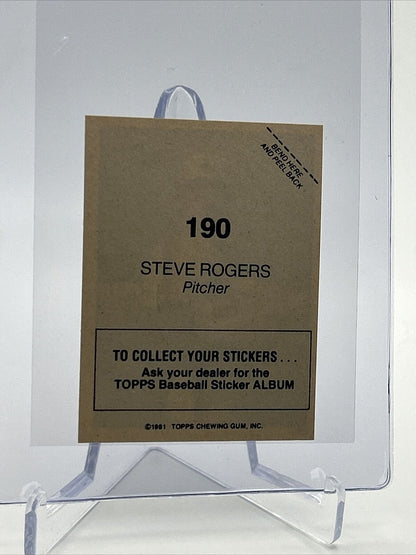 BEND HERE
AND PEEL BACK
190
STEVE ROGERS
Pitcher
TO COLLECT YOUR STICKERS...
Ask your dealer for the
TOPPS Baseball Sticker ALBUM
©1981 TOPPS CHEWING GUM, INC.